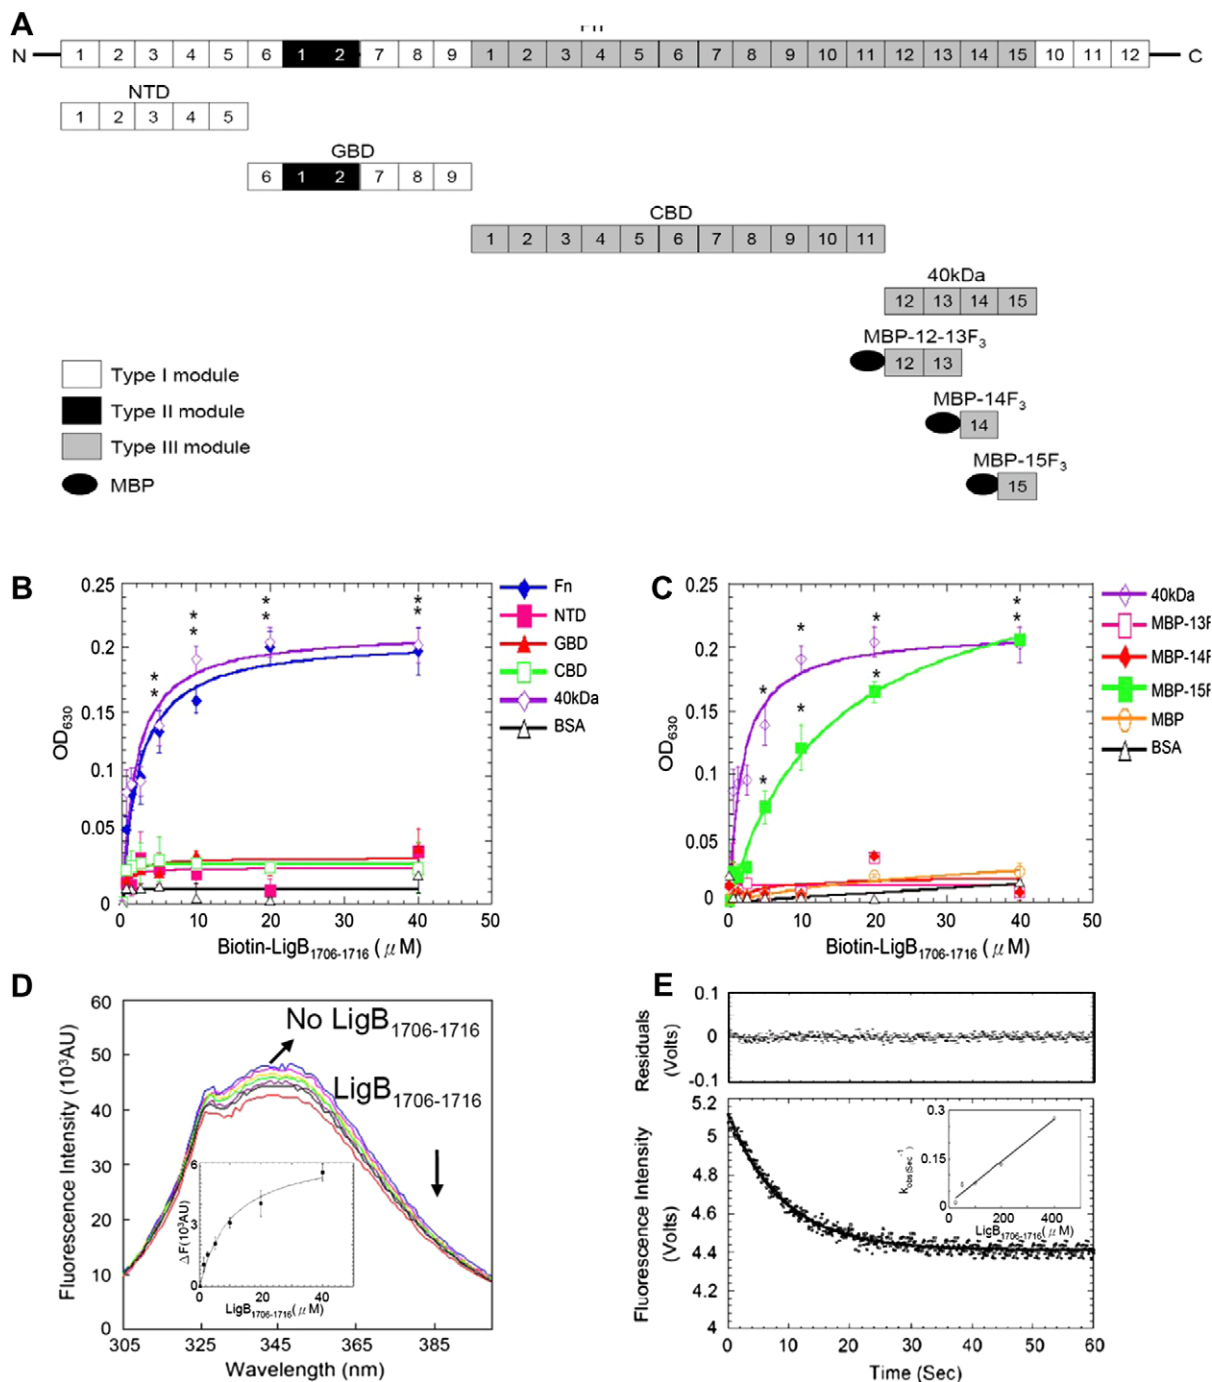 A
Fn
N 1 2 3 4 5 6 1 2 7 8 9 1 2 3 4 5 6 7 8 9 10 11 12 13 14 15 10 11 12 C
NTD
1 2 3 4 5
GBD
6 1 2 7 8 9
CBD
1 2 3 4 5 6 7 8 9 10 11
40kDa
12 13 14 15
MBP-12-13F3
12 13
MBP-14F3
14
MBP-15F3
15
Type I module
Type II module
Type III module
MBP
B
OD630
0.25
0.2
0.15
0.1
0.05
0
0 10 20 30 40 50
Biotin-LigB1706-1716 (μM)
* * * * * * * *
Fn
NTD
GBD
CBD
40kDa
BSA
C
OD630
0.25
0.2
0.15
0.1
0.05
0
0 10 20 30 40 50
Biotin-LigB1706-1716 (μM)
* * * * * * * *
40kDa
MBP-13F
MBP-14F
MBP-15F
MBP
BSA
D
Fluorescence Intensity (10³AU)
60
50
40
30
20
10
0
305 325 345 365 385
Wavelength (nm)
No LigB1706-1716
LigB1706-1716
ΔF(10³AU)
6
3
0
0 20 40
LigB1706-1716(μM)
E
Residuals
(Volts)
0.1
0
-0.1
Fluorescence Intensity
(Volts)
5.2
5
4.8
4.6
4.4
4.2
4
0 10 20 30 40 50 60
Time (Sec)
kobs(Sec-1
0.3
0.15
0
0 200 400
LigB1706-1716(μM)